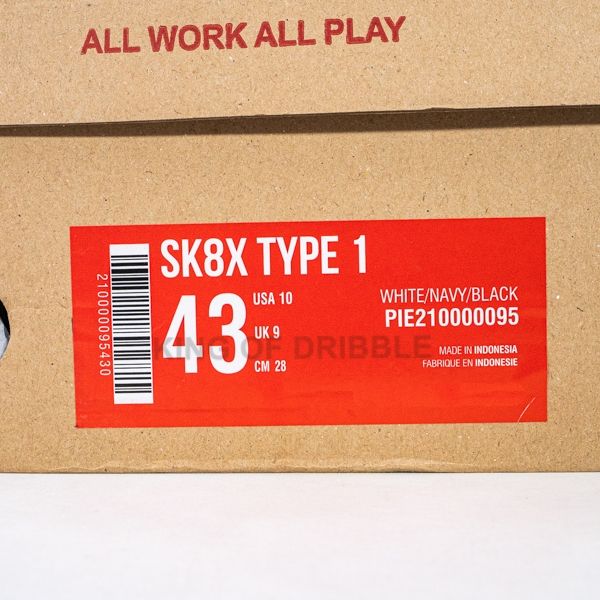 ALL WORK ALL PLAY
SK8X TYPE 1
43
USA 10
UK 9
CM 28
WHITE/NAVY/BLACK
PIE210000095
MADE IN INDONESIA
FABRIQUE EN INDONESIE
210000095430
KING OF DRIBBLE